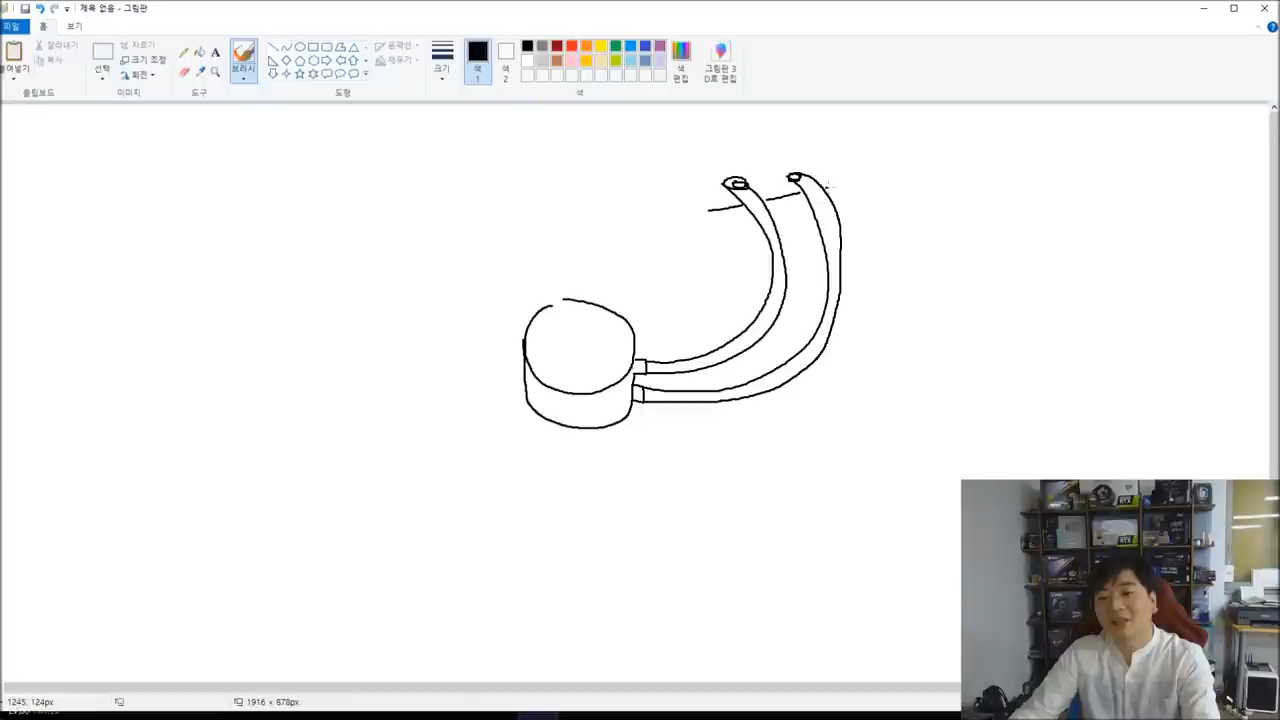 제목 없음 - 그림판
파일 홈 보기
붙여넣기
잘라내기
복사
클립보드
선택
자르기
크기 조정
회전
이미지
A
도구
브러시
윤곽선
채우기
도형
크기
색
1
색
2
색
편집
그림판 3
D로 편집
색
1245, 124px
1916 × 878px